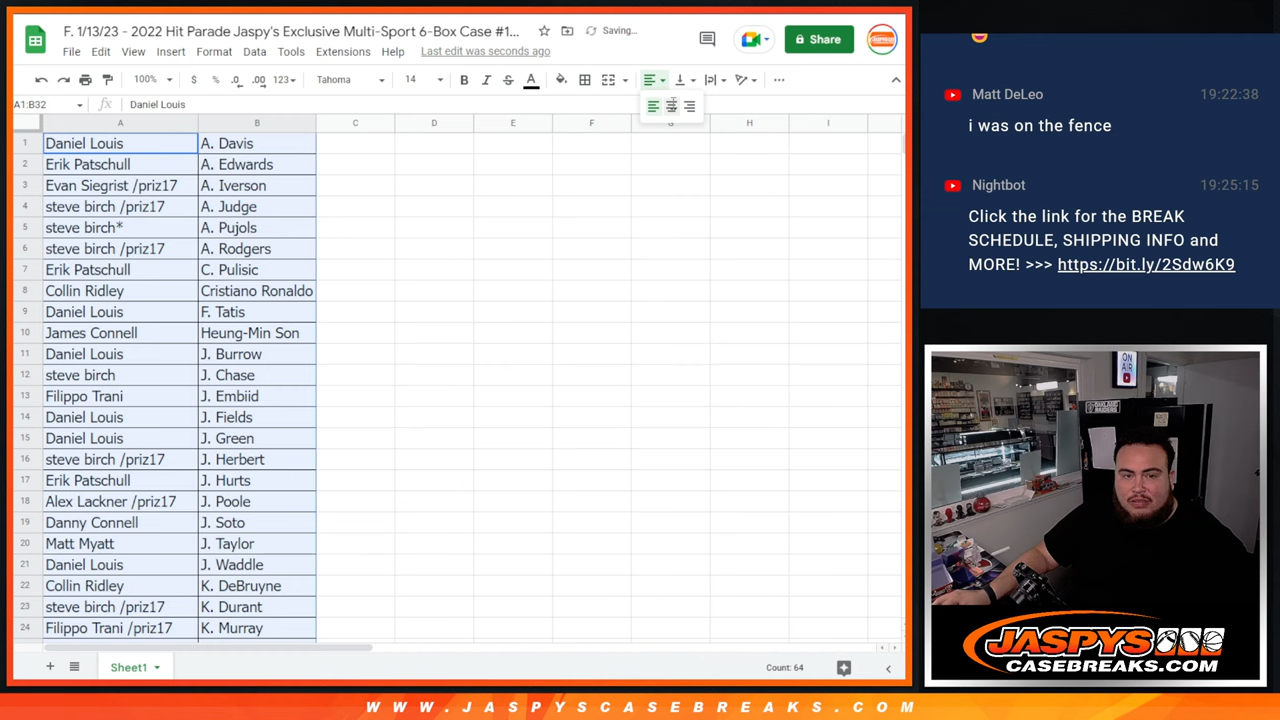 F. 1/13/23 - 2022 Hit Parade Jaspy's Exclusive Multi-Sport 6-Box Case #1...
Saving...
Share
File Edit View Insert Format Data Tools Extensions Help Last edit was seconds ago
100% $ % .0 .00 123 Tahoma 14 B I S A
A1:B32 fx Daniel Louis
A B C D E F G H I
1 Daniel Louis A. Davis
2 Erik Patschull A. Edwards
3 Evan Siegrist /priz17 A. Iverson
4 steve birch /priz17 A. Judge
5 steve birch* A. Pujols
6 steve birch /priz17 A. Rodgers
7 Erik Patschull C. Pulisic
8 Collin Ridley Cristiano Ronaldo
9 Daniel Louis F. Tatis
10 James Connell Heung-Min Son
11 Daniel Louis J. Burrow
12 steve birch J. Chase
13 Filippo Trani J. Embiid
14 Daniel Louis J. Fields
15 Daniel Louis J. Green
16 steve birch /priz17 J. Herbert
17 Erik Patschull J. Hurts
18 Alex Lackner /priz17 J. Poole
19 Danny Connell J. Soto
20 Matt Myatt J. Taylor
21 Daniel Louis J. Waddle
22 Collin Ridley K. DeBruyne
23 steve birch /priz17 K. Durant
24 Filippo Trani /priz17 K. Murray
Sheet1
Count: 64
Matt DeLeo 19:22:38
i was on the fence
Nightbot 19:25:15
Click the link for the BREAK
SCHEDULE, SHIPPING INFO and
MORE! >>> https://bit.ly/2Sdw6K9
ON
AIR
JASPYS
CASEBREAKS.COM
WWW.JASPYSCASEBREAKS.COM